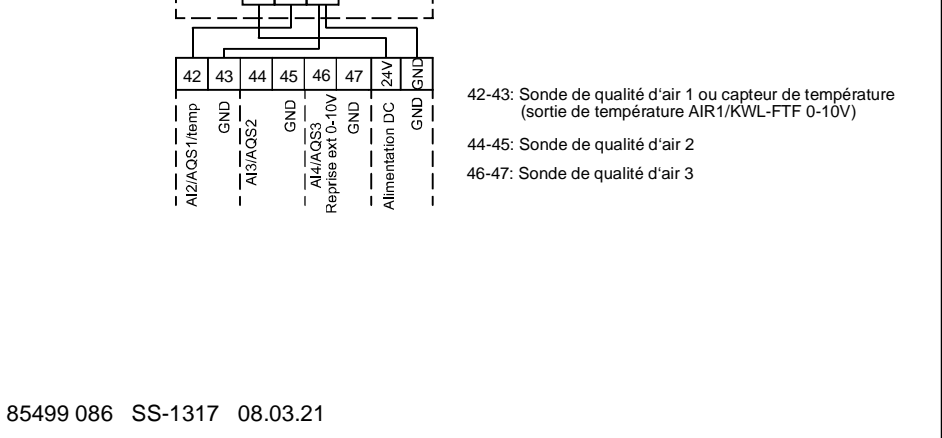 42 43 44 45 46 47 24V GND
AI2/AQS1/temp
GND
AI3/AQS2
GND
AI4/AQS3
Reprise ext 0-10V
GND
Alimentation DC
GND
42-43: Sonde de qualité d‘air 1 ou capteur de température
(sortie de température AIR1/KWL-FTF 0-10V)
44-45: Sonde de qualité d‘air 2
46-47: Sonde de qualité d‘air 3
85499 086 SS-1317 08.03.21